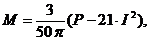 M = 3/(50π) (P − 21 · I²),